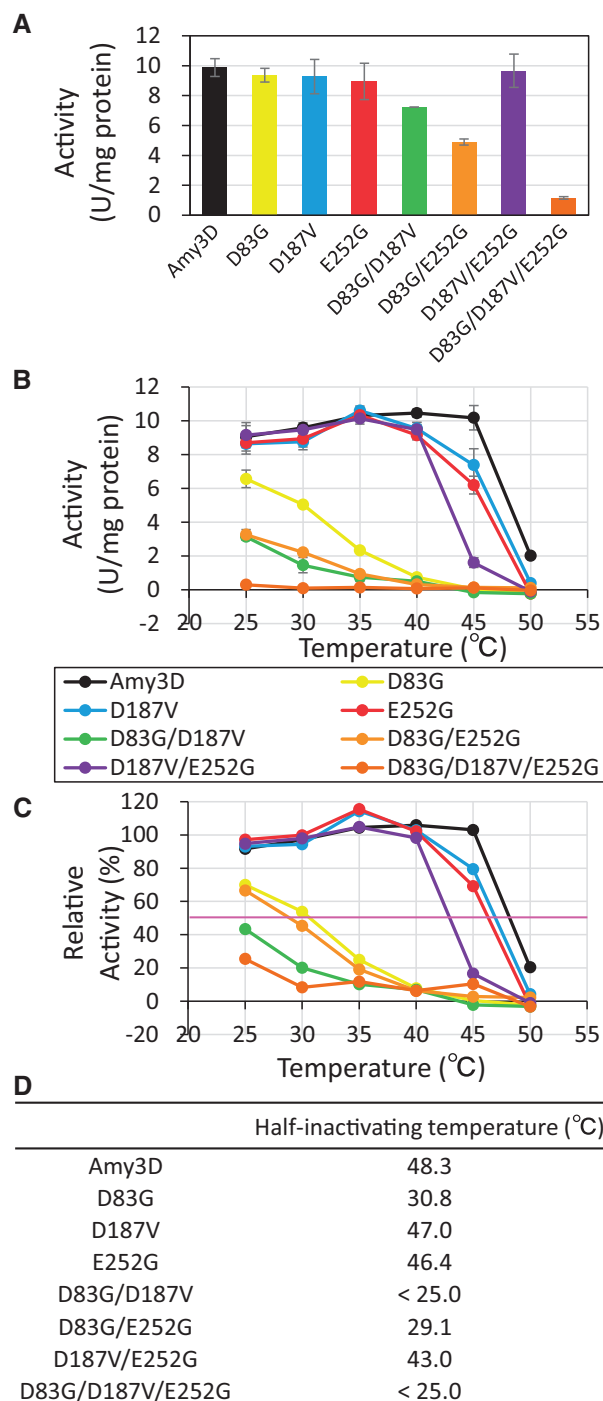 A
12
10
8
6
4
2
0
Activity
(U/mg protein)
Amy3D
D83G
D187V
E252G
D83G/D187V
D83G/E252G
D187V/E252G
D83G/D187V/E252G
B
12
10
8
6
4
2
0
-2
Activity
(U/mg protein)
20 25 30 35 40 45 50 55
Temperature (℃)
Amy3D D83G
D187V E252G
D83G/D187V D83G/E252G
D187V/E252G D83G/D187V/E252G
C
120
100
80
60
40
20
0
-20
Relative
Activity (%)
20 25 30 35 40 45 50 55
Temperature (℃)
D
Half-inactivating temperature (℃)
Amy3D 48.3
D83G 30.8
D187V 47.0
E252G 46.4
D83G/D187V < 25.0
D83G/E252G 29.1
D187V/E252G 43.0
D83G/D187V/E252G < 25.0